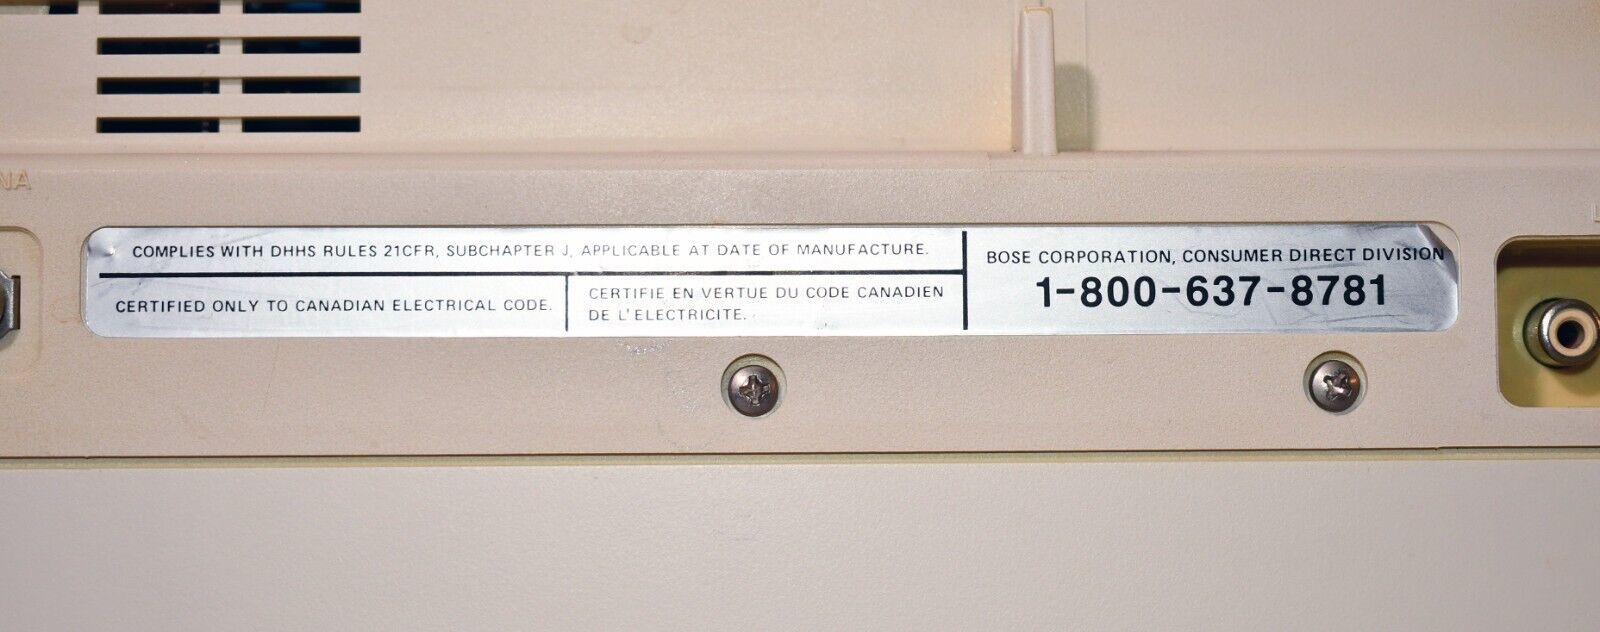 NA
COMPLIES WITH DHHS RULES 21CFR, SUBCHAPTER J, APPLICABLE AT DATE OF MANUFACTURE.
CERTIFIED ONLY TO CANADIAN ELECTRICAL CODE.
CERTIFIE EN VERTUE DU CODE CANADIEN
DE L'ELECTRICITE.
BOSE CORPORATION, CONSUMER DIRECT DIVISION
1-800-637-8781